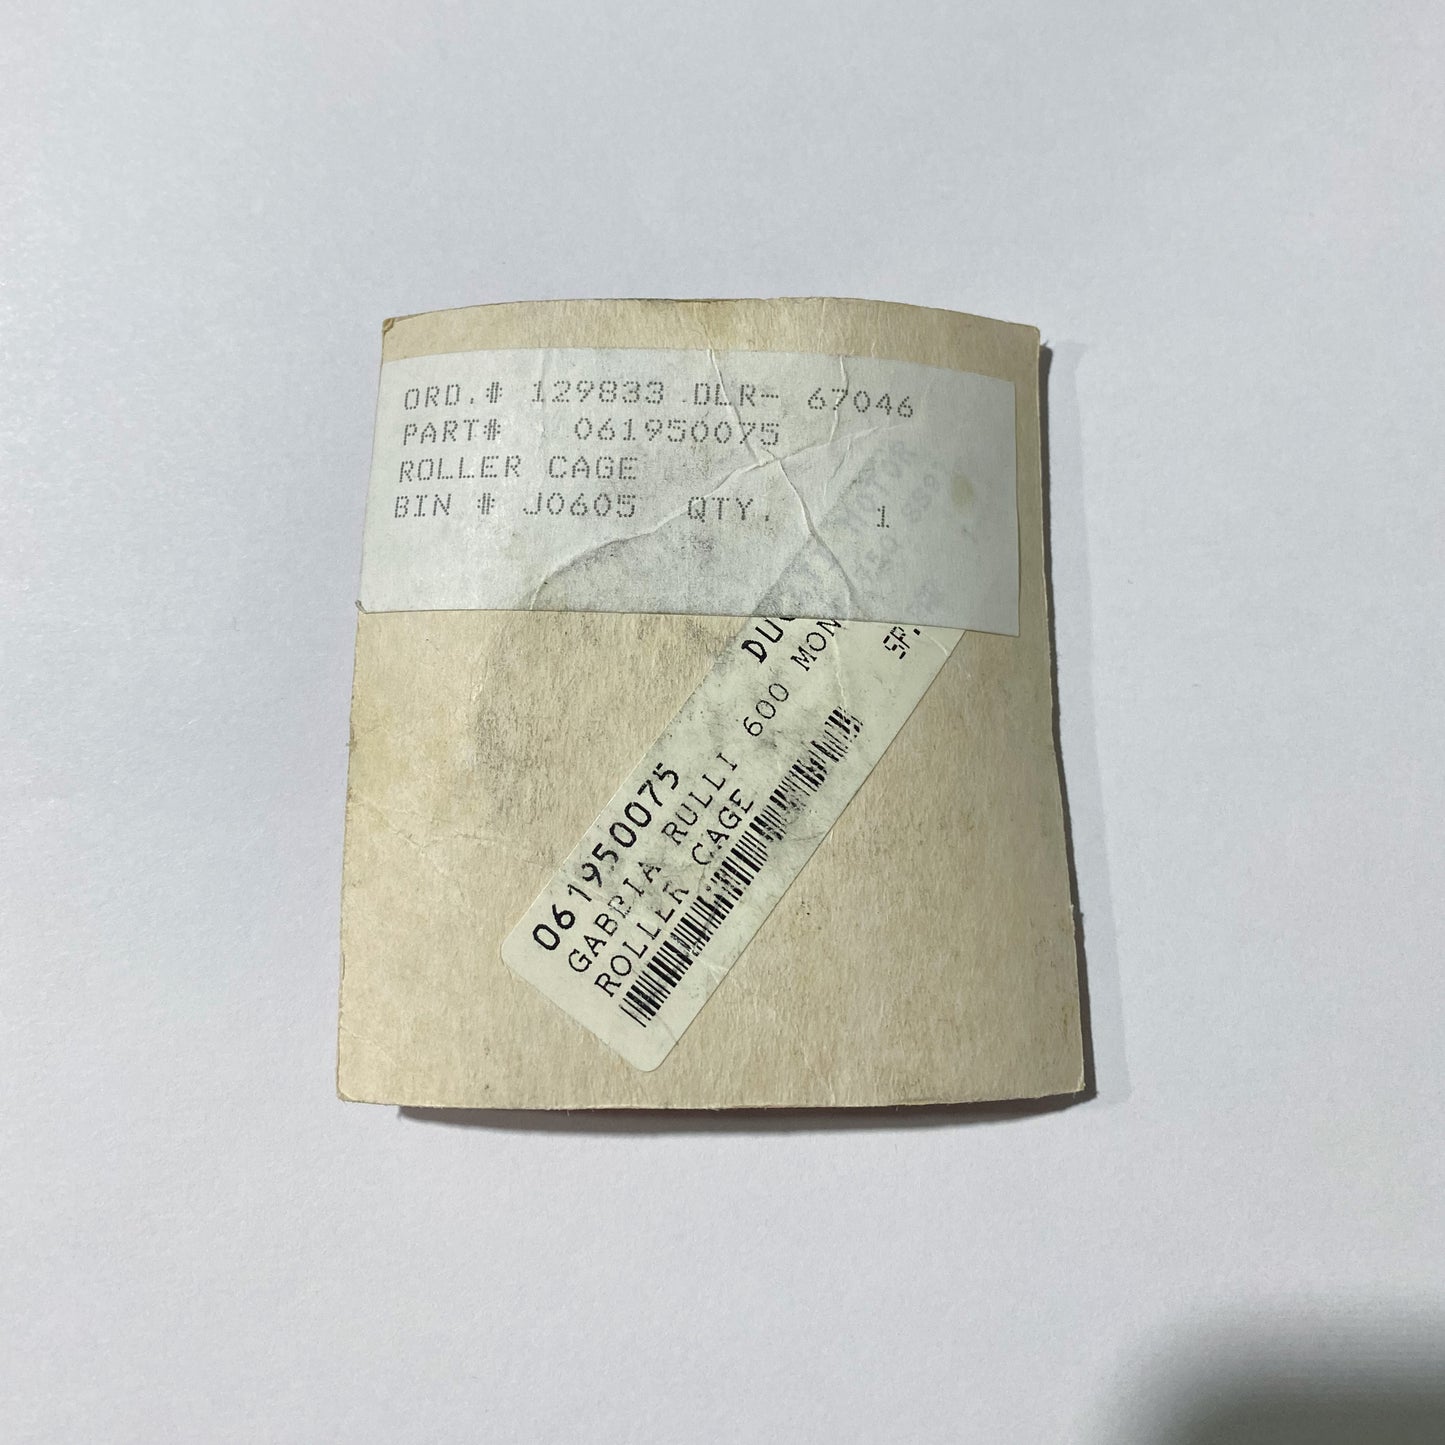 ORD.# 129833 DLR- 67046
PART# 061950075
ROLLER CAGE
BIN # J0605 QTY. 1
061950075
GABBIA RULLI 600 MON
ROLLER CAGE